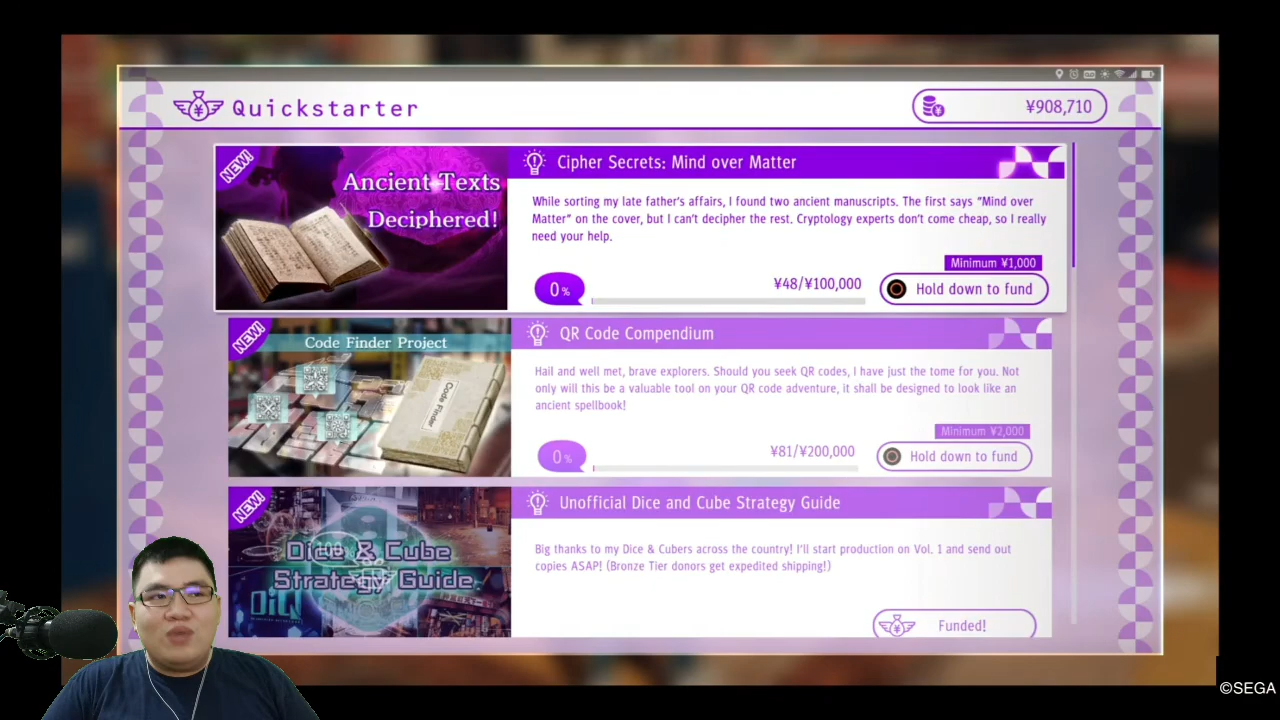 Quickstarter
¥908,710
NEW!
Ancient Texts
Deciphered!
Cipher Secrets: Mind over Matter
While sorting my late father's affairs, I found two ancient manuscripts. The first says "Mind over
Matter" on the cover, but I can't decipher the rest. Cryptology experts don't come cheap, so I really
need your help.
Minimum ¥1,000
0%
¥48/¥100,000
Hold down to fund
NEW!
Code Finder Project
Code Finder
QR Code Compendium
Hail and well met, brave explorers. Should you seek QR codes, I have just the tome for you. Not
only will this be a valuable tool on your QR code adventure, it shall be designed to look like an
ancient spellbook!
Minimum ¥2,000
0%
¥81/¥200,000
Hold down to fund
NEW!
Dice & Cube
Strategy Guide
Unofficial Dice and Cube Strategy Guide
Big thanks to my Dice & Cubers across the country! I'll start production on Vol. 1 and send out
copies ASAP! (Bronze Tier donors get expedited shipping!)
Funded!
©SEGA